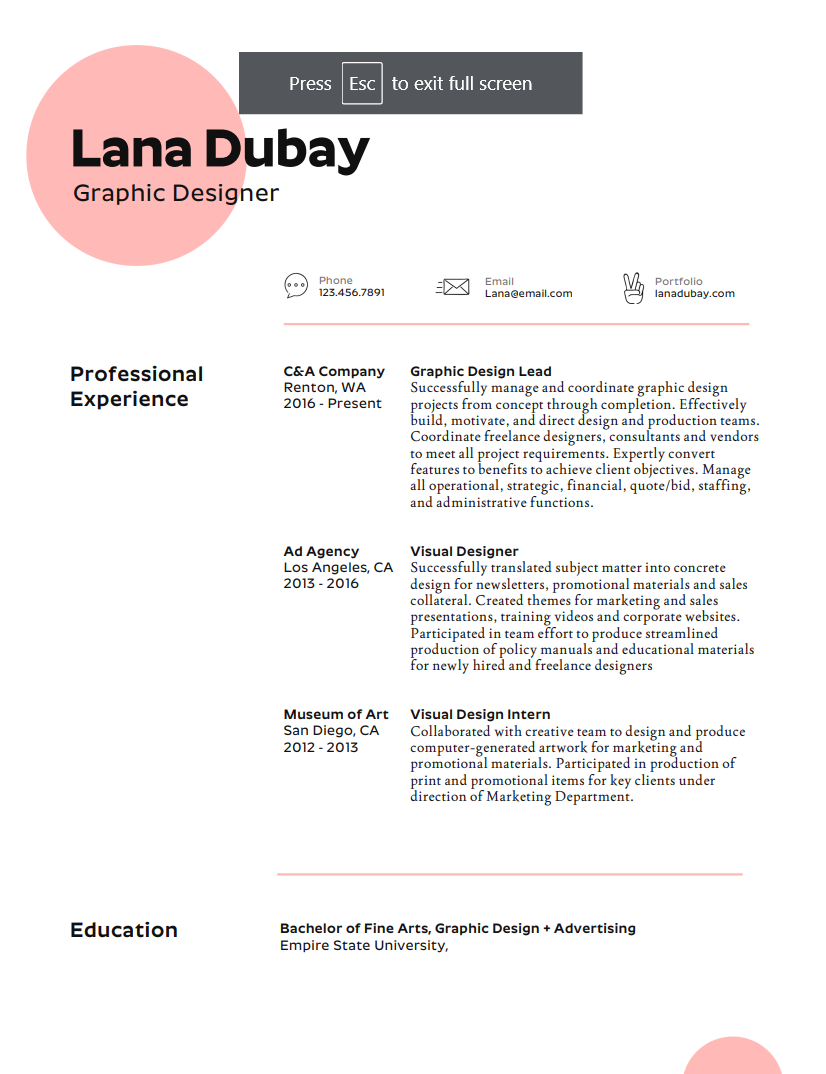 Press Esc to exit full screen
Lana Dubay
Graphic Designer
Phone
123.456.7891
Email
Lana@email.com
Portfolio
lanadubay.com
Professional
Experience
C&A Company
Renton, WA
2016 - Present
Graphic Design Lead
Successfully manage and coordinate graphic design
projects from concept through completion. Effectively
build, motivate, and direct design and production teams.
Coordinate freelance designers, consultants and vendors
to meet all project requirements. Expertly convert
features to benefits to achieve client objectives. Manage
all operational, strategic, financial, quote/bid, staffing,
and administrative functions.
Ad Agency
Los Angeles, CA
2013 - 2016
Visual Designer
Successfully translated subject matter into concrete
design for newsletters, promotional materials and sales
collateral. Created themes for marketing and sales
presentations, training videos and corporate websites.
Participated in team effort to produce streamlined
production of policy manuals and educational materials
for newly hired and freelance designers
Museum of Art
San Diego, CA
2012 - 2013
Visual Design Intern
Collaborated with creative team to design and produce
computer-generated artwork for marketing and
promotional materials. Participated in production of
print and promotional items for key clients under
direction of Marketing Department.
Education
Bachelor of Fine Arts, Graphic Design + Advertising
Empire State University,